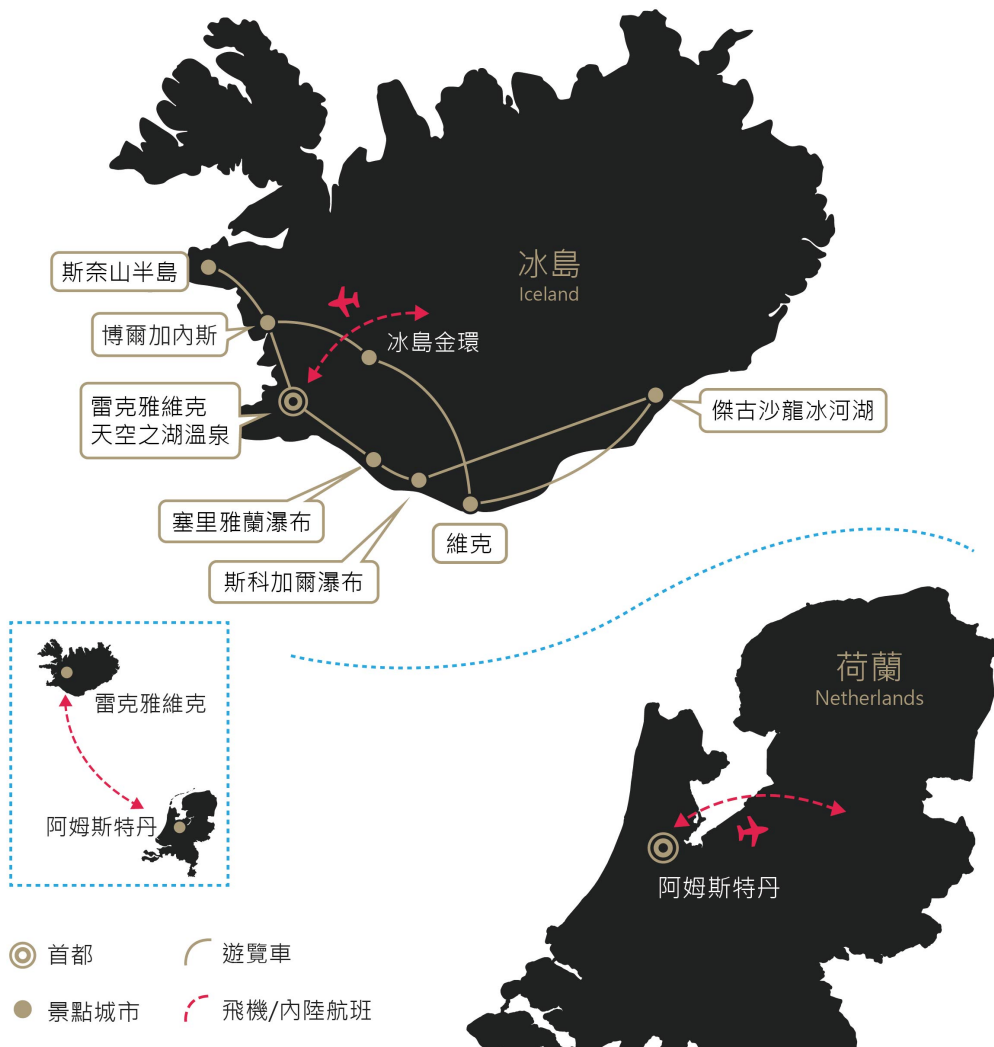 冰島
Iceland
斯奈山半島
博爾加內斯
冰島金環
雷克雅維克
天空之湖溫泉
傑古沙龍冰河湖
塞里雅蘭瀑布
維克
斯科加爾瀑布
荷蘭
Netherlands
雷克雅維克
阿姆斯特丹
阿姆斯特丹
首都
遊覽車
景點城市
飛機/內陸航班